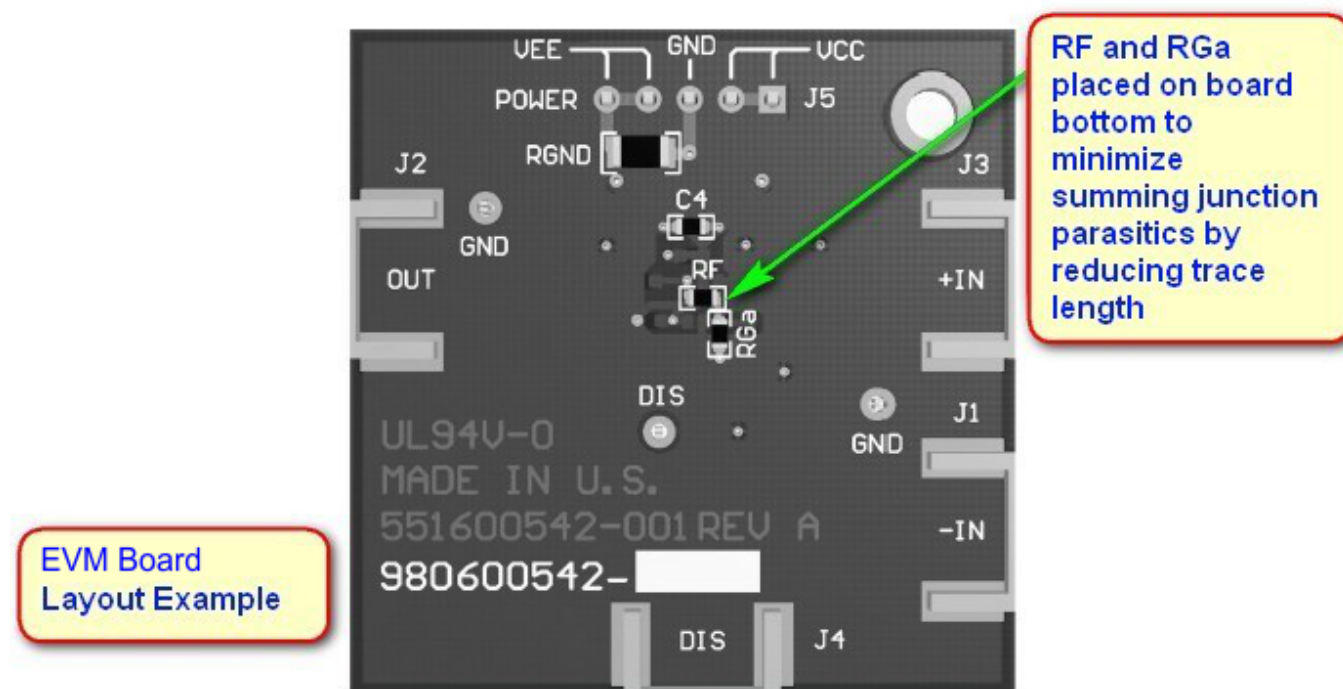 VEE
GND
VCC
POWER
J5
RGND
J2
J3
C4
GND
RF
OUT
+IN
RGa
DIS
GND
J1
UL94V-0
MADE IN U.S.
551600542-001 REV A
980600542-
-IN
DIS
J4
RF and RGa
placed on board
bottom to
minimize
summing junction
parasitics by
reducing trace
length
EVM Board
Layout Example